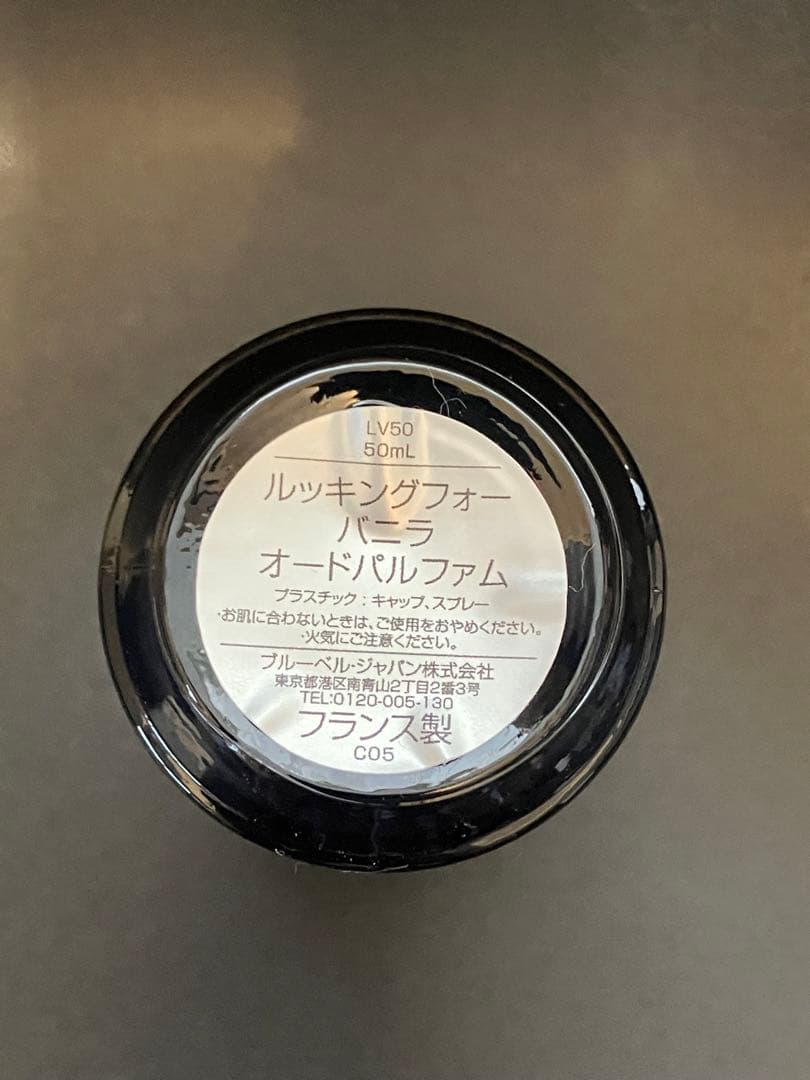 LV50
50mL
ルッキングフォー
バニラ
オードパルファム
プラスチック：キャップ、スプレー
・お肌に合わないときは、ご使用をおやめください。
・火気にご注意ください。
ブルーベル・ジャパン株式会社
東京都港区南青山2丁目2番3号
TEL:0120-005-130
フランス製
C05